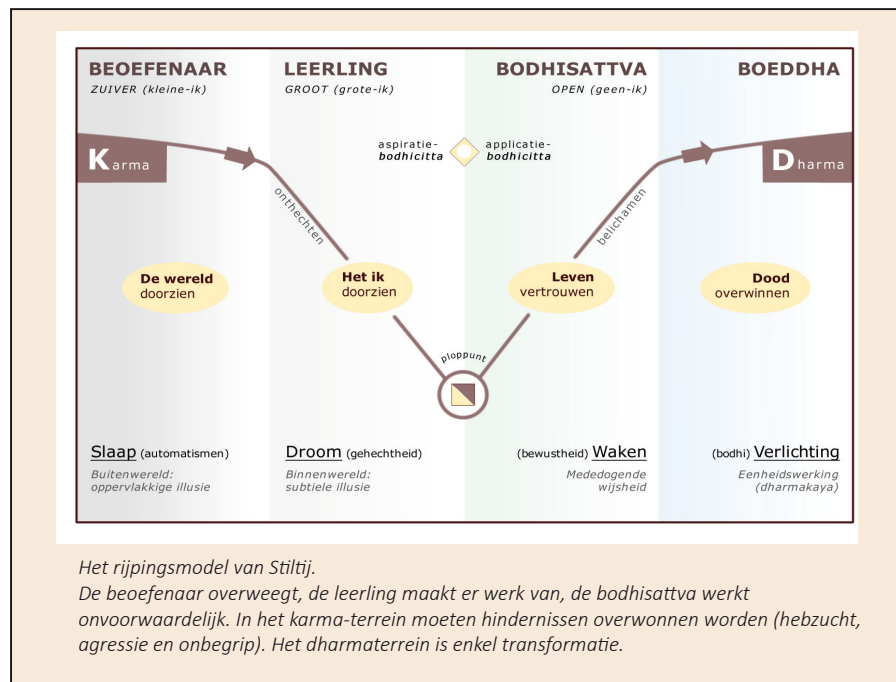 BEOEFENAAR
ZUIVER (kleine-ik)
LEERLING
GROOT (grote-ik)
BODHISATTVA
OPEN (geen-ik)
BOEDDHA
Karma
aspiratie-
bodhicitta
applicatie-
bodhicitta
Dharma
onthechten
belichamen
De wereld
doorzien
Het ik
doorzien
Leven
vertrouwen
Dood
overwinnen
ploppunt
Slaap (automatismen)
Buitenwereld:
oppervlakkige illusie
Droom (gehechtheid)
Binnenwereld:
subtiele illusie
(bewustheid) Waken
Mededogende
wijsheid
(bodhi) Verlichting
Eenheidswerking
(dharmakaya)
Het rijpingsmodel van Stiltij.
De beoefenaar overweegt, de leerling maakt er werk van, de bodhisattva werkt
onvoorwaardelijk. In het karma-terrein moeten hindernissen overwonnen worden (hebzucht,
agressie en onbegrip). Het dharmaterrein is enkel transformatie.